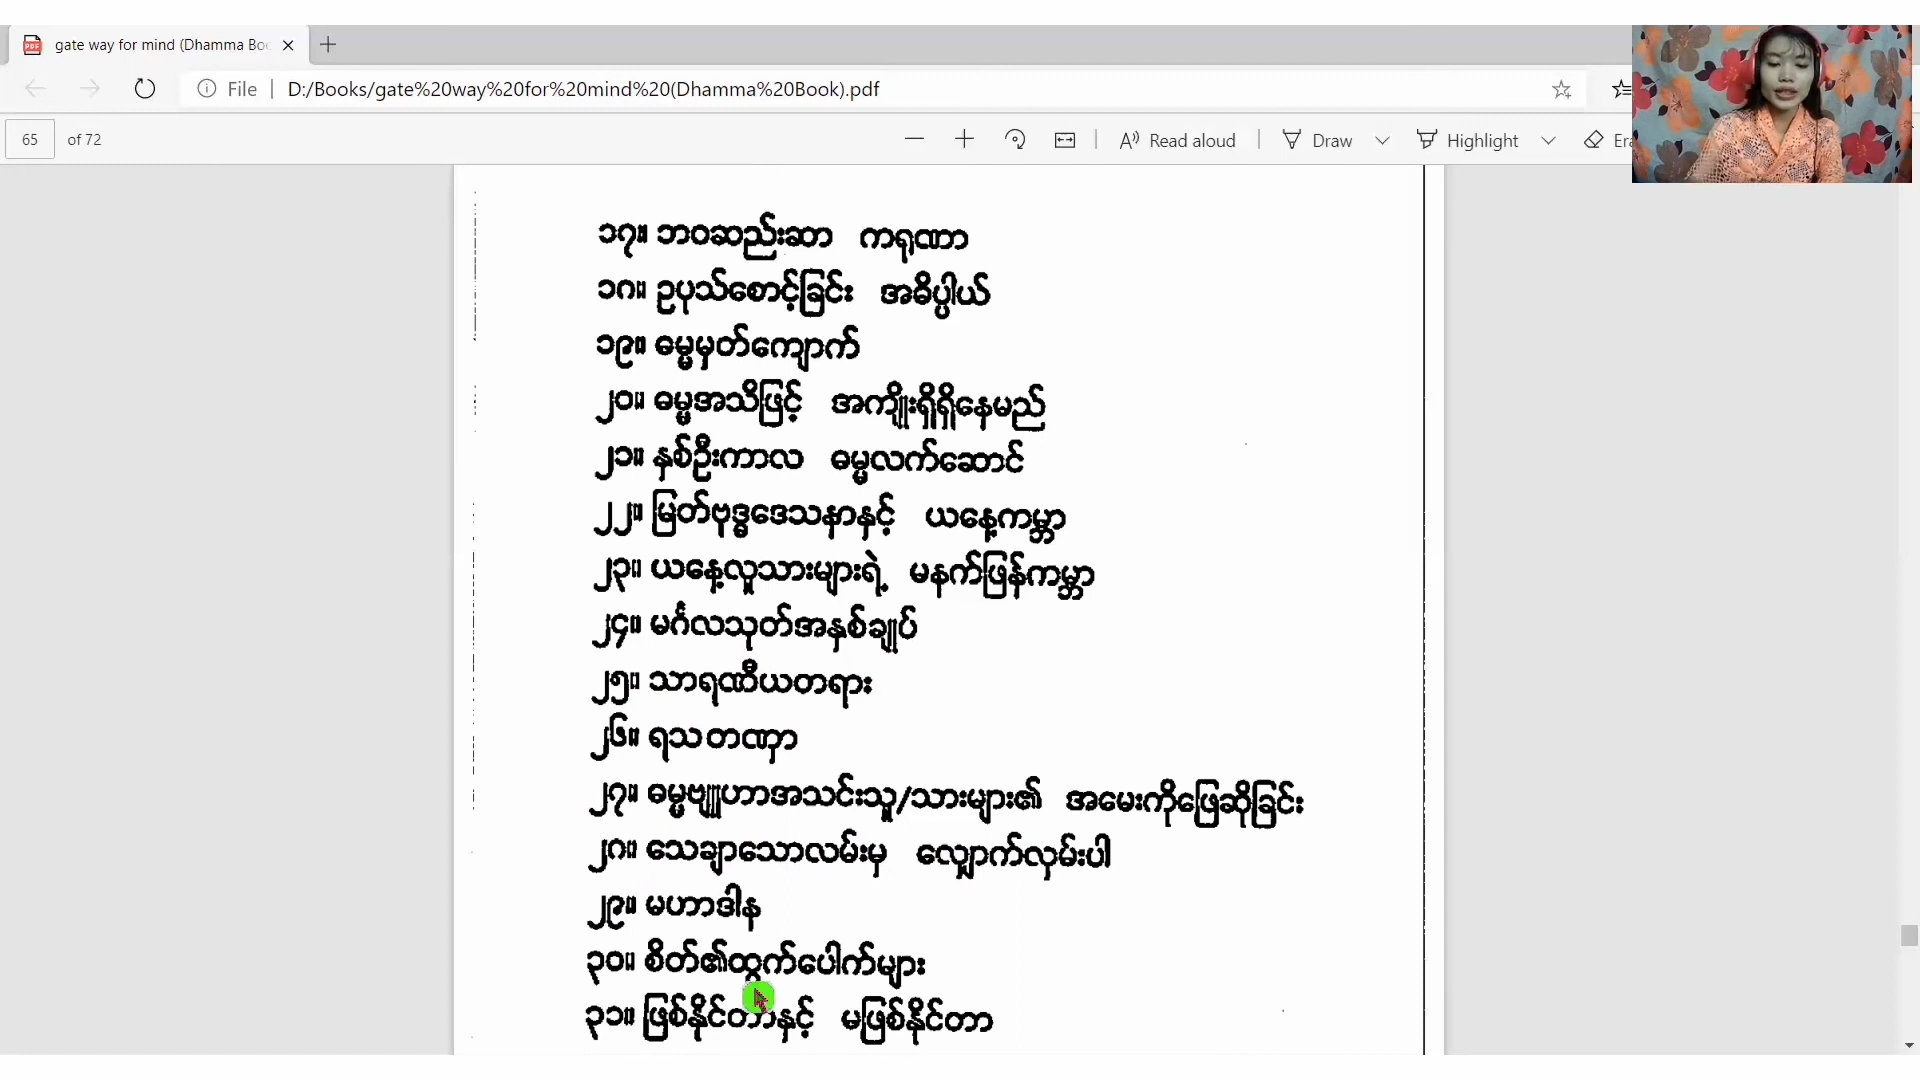 gate way for mind (Dhamma Boo
File D:/Books/gate%20way%20for%20mind%20(Dhamma%20Book).pdf
65 of 72 Read aloud Draw Highlight Era
၁၇။ ဘဝဆည်းဆာ ကရုဏာ
၁၈။ ဥပုသ်စောင့်ခြင်း အဓိပ္ပါယ်
၁၉။ ဓမ္မမှတ်ကျောက်
၂၀။ ဓမ္မအသိဖြင့် အကျိုးရှိရှိနေမည်
၂၁။ နှစ်ဦးကာလ ဓမ္မလက်ဆောင်
၂၂။ မြတ်ဗုဒ္ဓဒေသနာနှင့် ယနေ့ကမ္ဘာ
၂၃။ ယနေ့လူသားများရဲ့ မနက်ဖြန်ကမ္ဘာ
၂၄။ မင်္ဂလသုတ်အနှစ်ချုပ်
၂၅။ သာရဏီယတရား
၂၆။ ရသတဏှာ
၂၇။ ဓမ္မဗျူဟာအသင်းသူ/သားများ၏ အမေးကိုဖြေဆိုခြင်း
၂၈။ သေချာသောလမ်းမှ လျှောက်လှမ်းပါ
၂၉။ မဟာဒါန
၃၀။ စိတ်၏ထွက်ပေါက်များ
၃၁။ ဖြစ်နိုင်တာနှင့် မဖြစ်နိုင်တာ